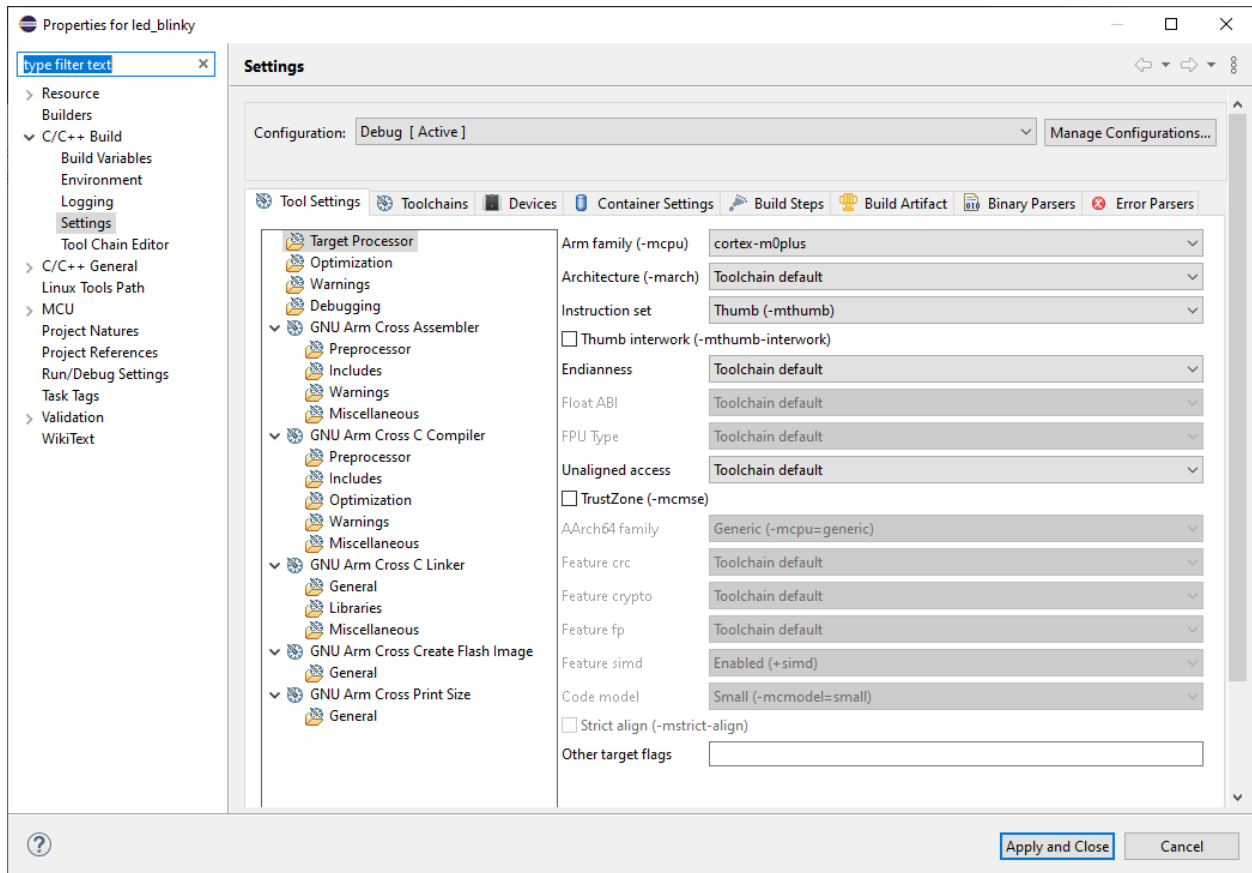 Properties for led_blinky
type filter text
Resource
Builders
C/C++ Build
Build Variables
Environment
Logging
Settings
Tool Chain Editor
C/C++ General
Linux Tools Path
MCU
Project Natures
Project References
Run/Debug Settings
Task Tags
Validation
WikiText
Settings
Configuration: Debug [ Active ] Manage Configurations...
Tool Settings Toolchains Devices Container Settings Build Steps Build Artifact Binary Parsers Error Parsers
Target Processor
Optimization
Warnings
Debugging
GNU Arm Cross Assembler
Preprocessor
Includes
Warnings
Miscellaneous
GNU Arm Cross C Compiler
Preprocessor
Includes
Optimization
Warnings
Miscellaneous
GNU Arm Cross C Linker
General
Libraries
Miscellaneous
GNU Arm Cross Create Flash Image
General
GNU Arm Cross Print Size
General
Arm family (-mcpu) cortex-m0plus
Architecture (-march) Toolchain default
Instruction set Thumb (-mthumb)
Thumb interwork (-mthumb-interwork)
Endianness Toolchain default
Float ABI Toolchain default
FPU Type Toolchain default
Unaligned access Toolchain default
TrustZone (-mcmse)
AArch64 family Generic (-mcpu=generic)
Feature crc Toolchain default
Feature crypto Toolchain default
Feature fp Toolchain default
Feature simd Enabled (+simd)
Code model Small (-mcmodel=small)
Strict align (-mstrict-align)
Other target flags
Apply and Close Cancel